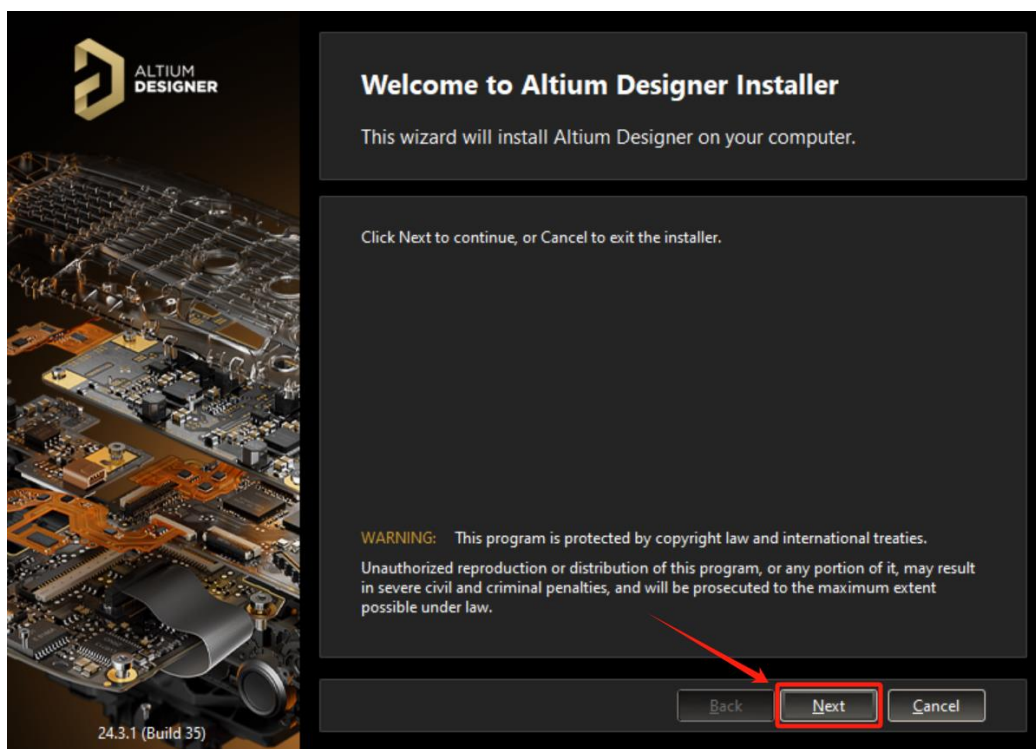 ALTIUM
DESIGNER
Welcome to Altium Designer Installer
This wizard will install Altium Designer on your computer.
Click Next to continue, or Cancel to exit the installer.
WARNING: This program is protected by copyright law and international treaties.
Unauthorized reproduction or distribution of this program, or any portion of it, may result
in severe civil and criminal penalties, and will be prosecuted to the maximum extent
possible under law.
Back Next Cancel
24.3.1 (Build 35)